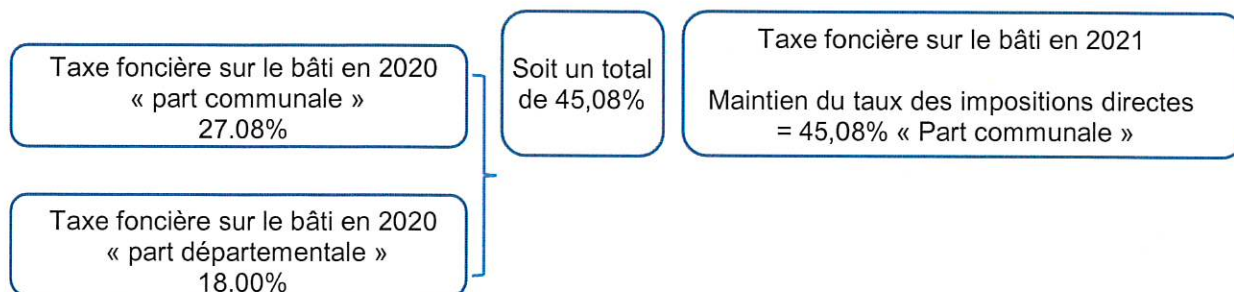 Taxe foncière sur le bâti en 2020
« part communale »
27.08%
Taxe foncière sur le bâti en 2020
« part départementale »
18.00%
Soit un total
de 45,08%
Taxe foncière sur le bâti en 2021
Maintien du taux des impositions directes
= 45,08% « Part communale »